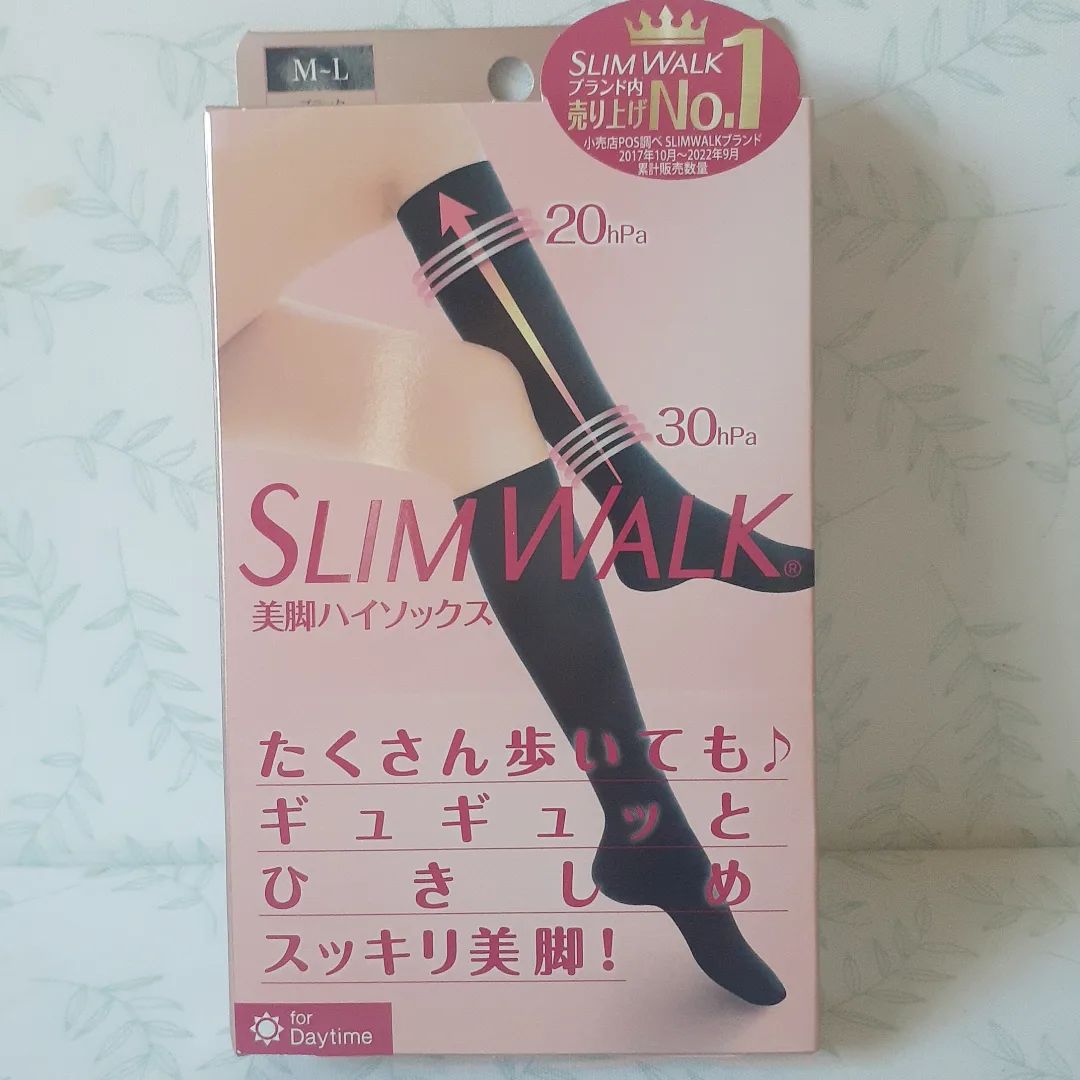 M~L
SLIM WALK
ブランド内
売り上げNo.1
小売店POS調べ SLIMWALKブランド
2017年10月～2022年9月
累計販売数量
20hPa
30hPa
SLIM WALK®
美脚ハイソックス
たくさん歩いても♪
ギュギュッと
ひきしめ
スッキリ美脚！
for
Daytime